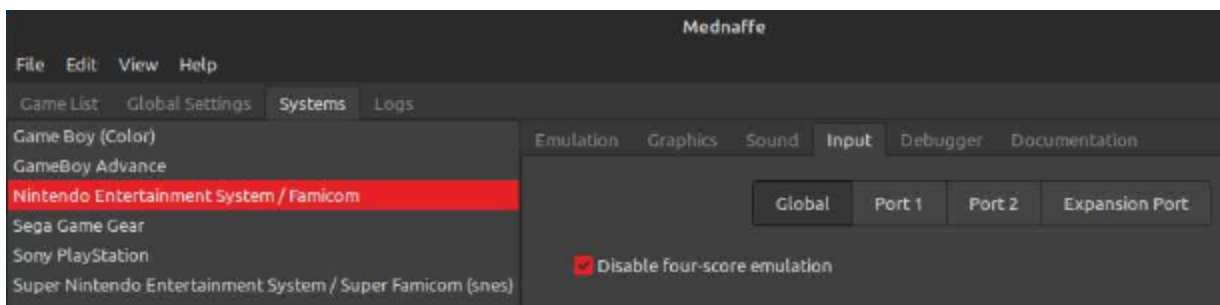 Mednaffe
File Edit View Help
Game List Global Settings Systems Logs
Game Boy (Color)
GameBoy Advance
Nintendo Entertainment System / Famicom
Sega Game Gear
Sony PlayStation
Super Nintendo Entertainment System / Super Famicom (snes)
Emulation Graphics Sound Input Debugger Documentation
Global Port 1 Port 2 Expansion Port
Disable four-score emulation